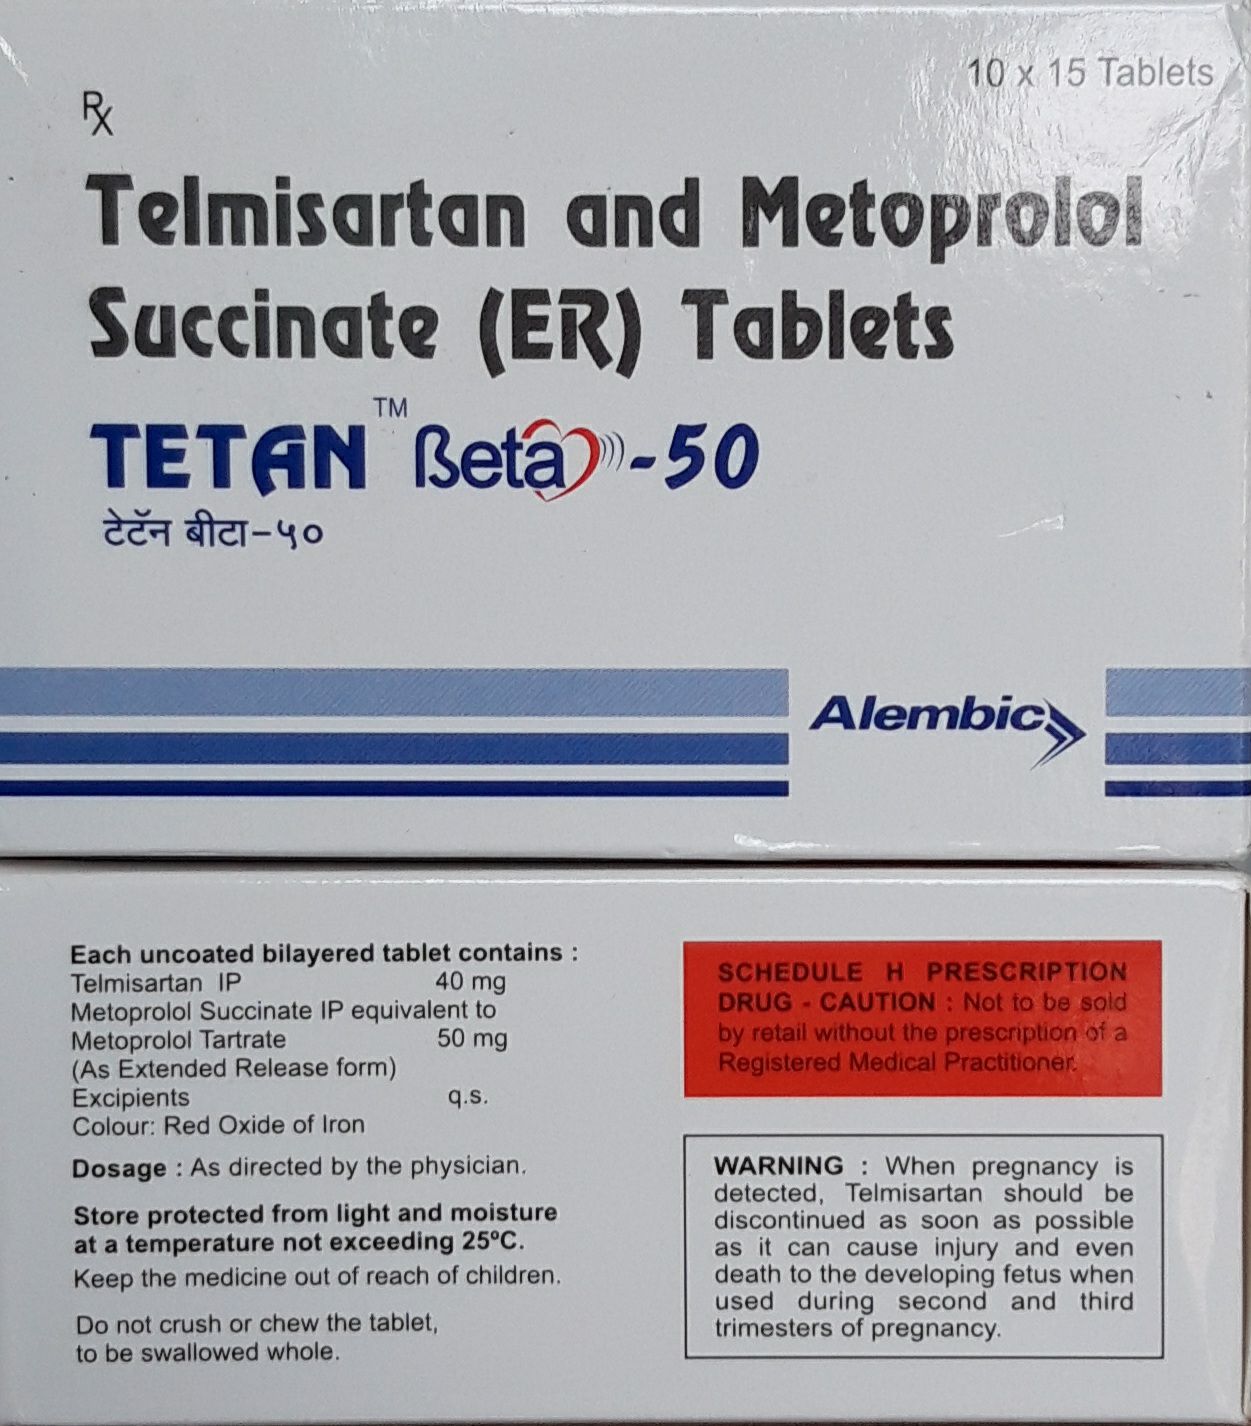 10 x 15 Tablets
Rx
Telmisartan and Metoprolol
Succinate (ER) Tablets
TETAN™ Beta-50
टेटॅन बीटा-५०
Alembic
Each uncoated bilayered tablet contains :
Telmisartan IP 40 mg
Metoprolol Succinate IP equivalent to
Metoprolol Tartrate 50 mg
(As Extended Release form)
Excipients q.s.
Colour: Red Oxide of Iron
Dosage : As directed by the physician.
Store protected from light and moisture
at a temperature not exceeding 25ºC.
Keep the medicine out of reach of children.
Do not crush or chew the tablet,
to be swallowed whole.
SCHEDULE H PRESCRIPTION
DRUG - CAUTION : Not to be sold
by retail without the prescription of a
Registered Medical Practitioner.
WARNING : When pregnancy is
detected, Telmisartan should be
discontinued as soon as possible
as it can cause injury and even
death to the developing fetus when
used during second and third
trimesters of pregnancy.